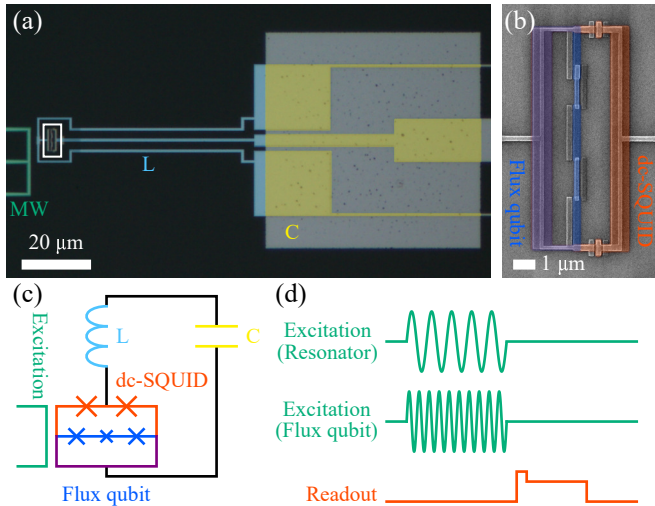 (a)
L
MW
C
20 μm
(b)
Flux qubit
dc-SQUID
1 μm
(c)
Excitation
L
C
dc-SQUID
Flux qubit
(d)
Excitation
(Resonator)
Excitation
(Flux qubit)
Readout